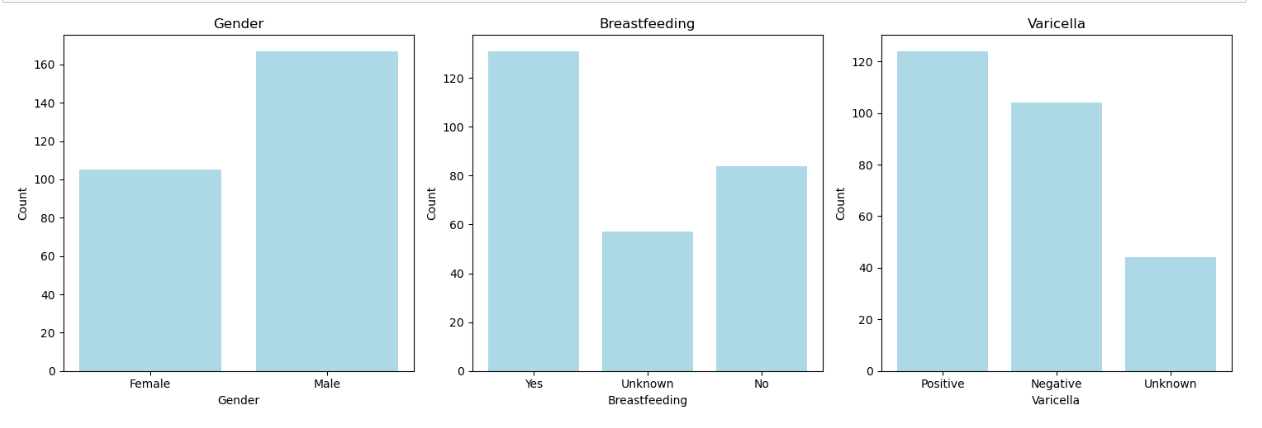 Gender
Breastfeeding
Varicella
Count
160
140
120
100
80
60
40
20
0
Female
Male
Gender
Count
120
100
80
60
40
20
0
Yes
Unknown
No
Breastfeeding
Count
120
100
80
60
40
20
0
Positive
Negative
Unknown
Varicella